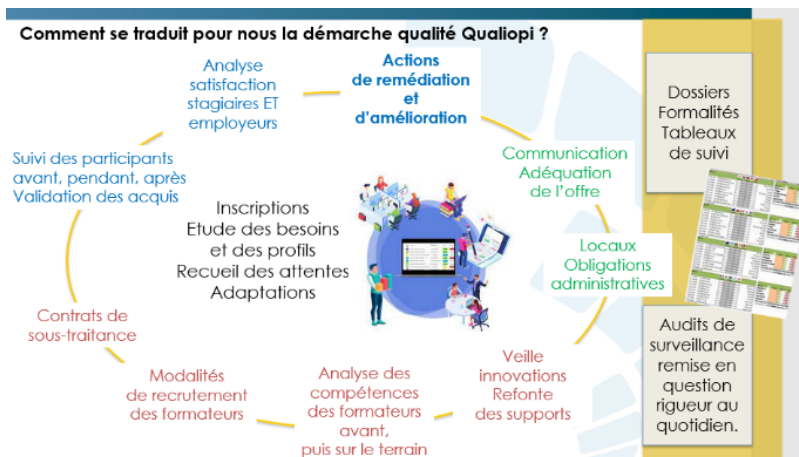 Comment se traduit pour nous la démarche qualité Qualiopi ?
Actions
de remédiation
et
d'amélioration
Communication
Adéquation
de l'offre
Locaux
Obligations
administratives
Veille
innovations
Refonte
des supports
Analyse des
compétences
des formateurs
avant,
puis sur le terrain
Modalités
de recrutement
des formateurs
Contrats de
sous-traitance
Suivi des participants
avant, pendant, après
Validation des acquis
Analyse
satisfaction
stagiaires ET
employeurs
Inscriptions
Etude des besoins
et des profils
Recueil des attentes
Adaptations
Dossiers
Formalités
Tableaux
de suivi
Audits de
surveillance
remise en
question
rigueur au
quotidien.